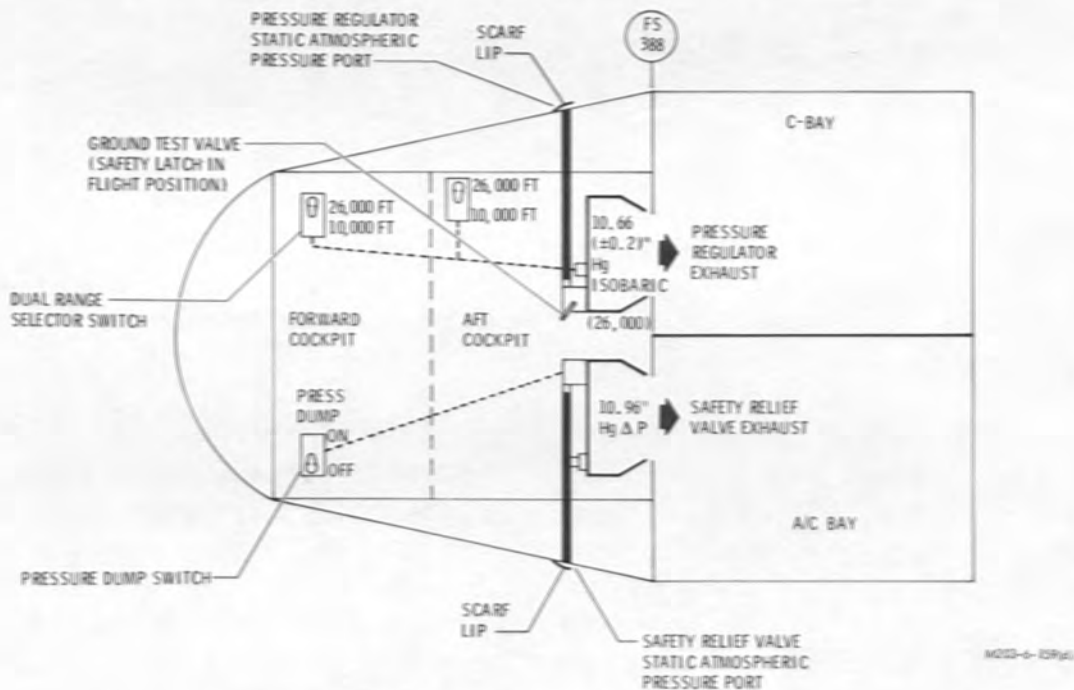 PRESSURE REGULATOR
STATIC ATMOSPHERIC
PRESSURE PORT
SCARF
LIP
FS
388
GROUND TEST VALVE
(SAFETY LATCH IN
FLIGHT POSITION)
C-BAY
26,000 FT
10,000 FT
26,000 FT
10,000 FT
10.66
(±0.2)"
Hg
ISOBARIC
(26,000)
PRESSURE
REGULATOR
EXHAUST
DUAL RANGE
SELECTOR SWITCH
FORWARD
COCKPIT
AFT
COCKPIT
PRESS
DUMP
ON
OFF
10.96"
Hg Δ P
SAFETY RELIEF
VALVE EXHAUST
A/C BAY
PRESSURE DUMP SWITCH
SCARF
LIP
SAFETY RELIEF VALVE
STATIC ATMOSPHERIC
PRESSURE PORT